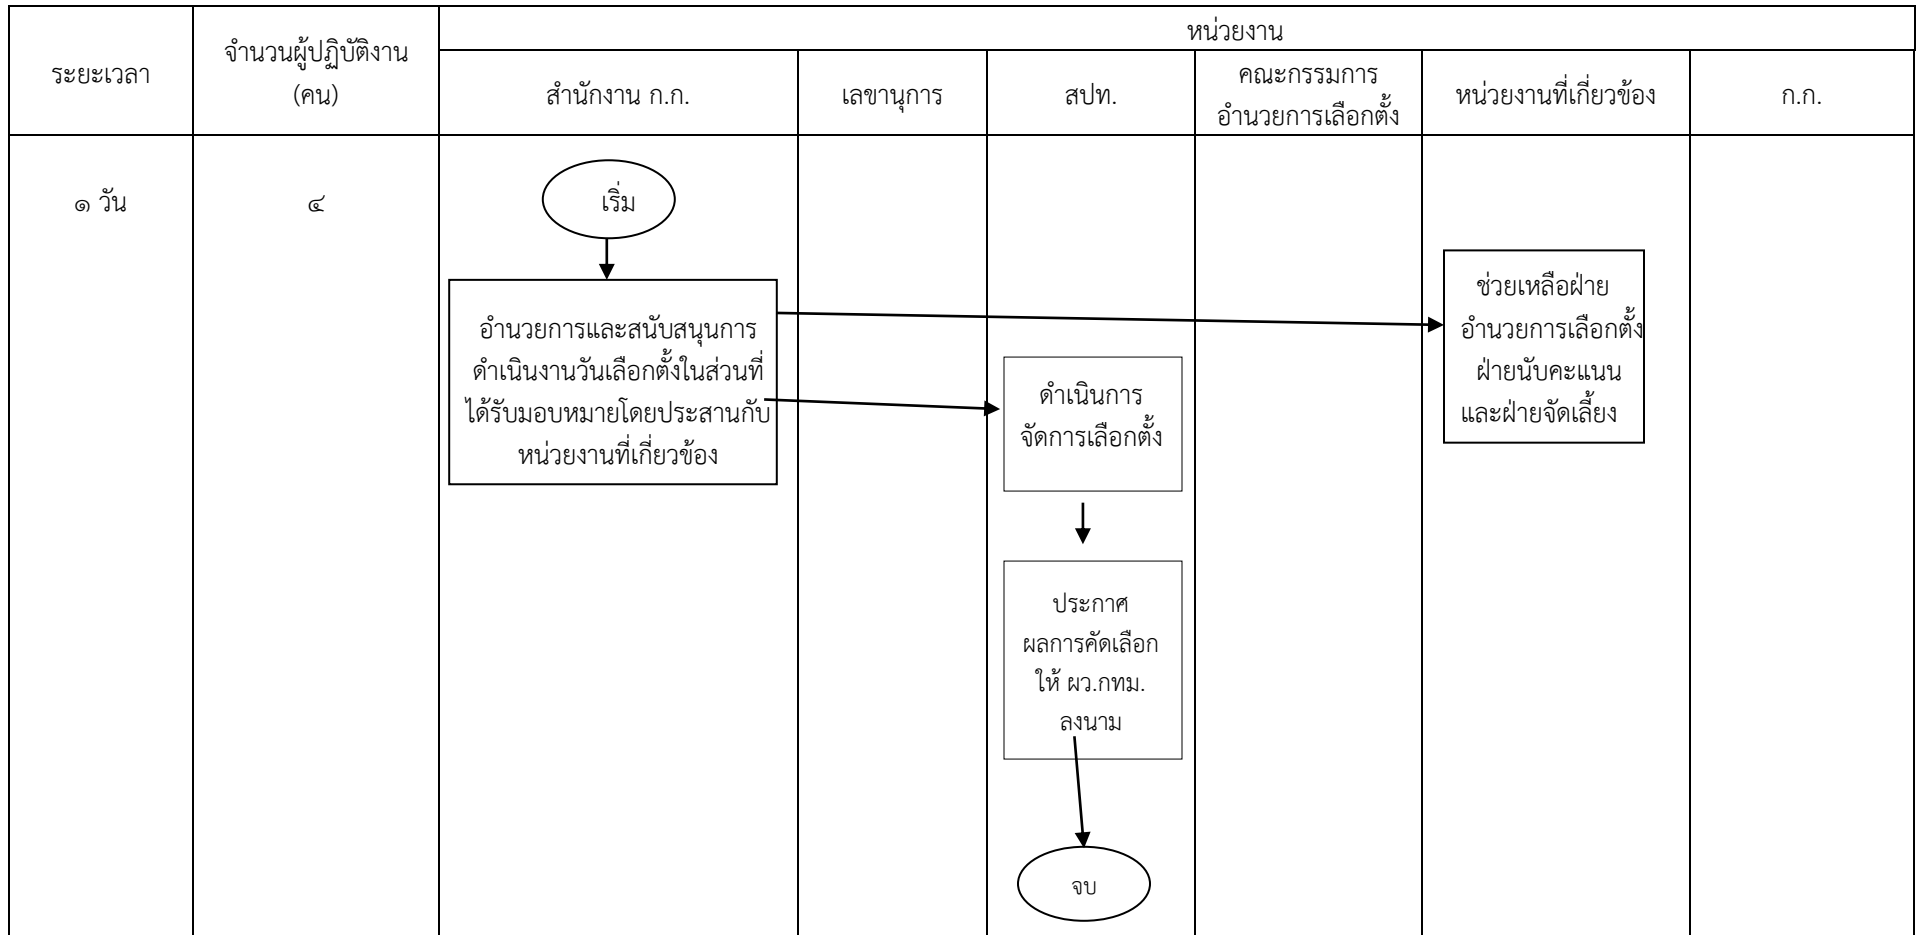 หน่วยงาน
ระยะเวลา
จำนวนผู้ปฏิบัติงาน
(คน)
สำนักงาน ก.ก.
เลขานุการ
สปท.
คณะกรรมการ
อำนวยการเลือกตั้ง
หน่วยงานที่เกี่ยวข้อง
ก.ก.
๑ วัน
๔
เริ่ม
อำนวยการและสนับสนุนการ
ดำเนินงานวันเลือกตั้งในส่วนที่
ได้รับมอบหมายโดยประสานกับ
หน่วยงานที่เกี่ยวข้อง
ช่วยเหลือฝ่าย
อำนวยการเลือกตั้ง
ฝ่ายนับคะแนน
และฝ่ายจัดเลี้ยง
ดำเนินการ
จัดการเลือกตั้ง
ประกาศ
ผลการคัดเลือก
ให้ ผว.กทม.
ลงนาม
จบ